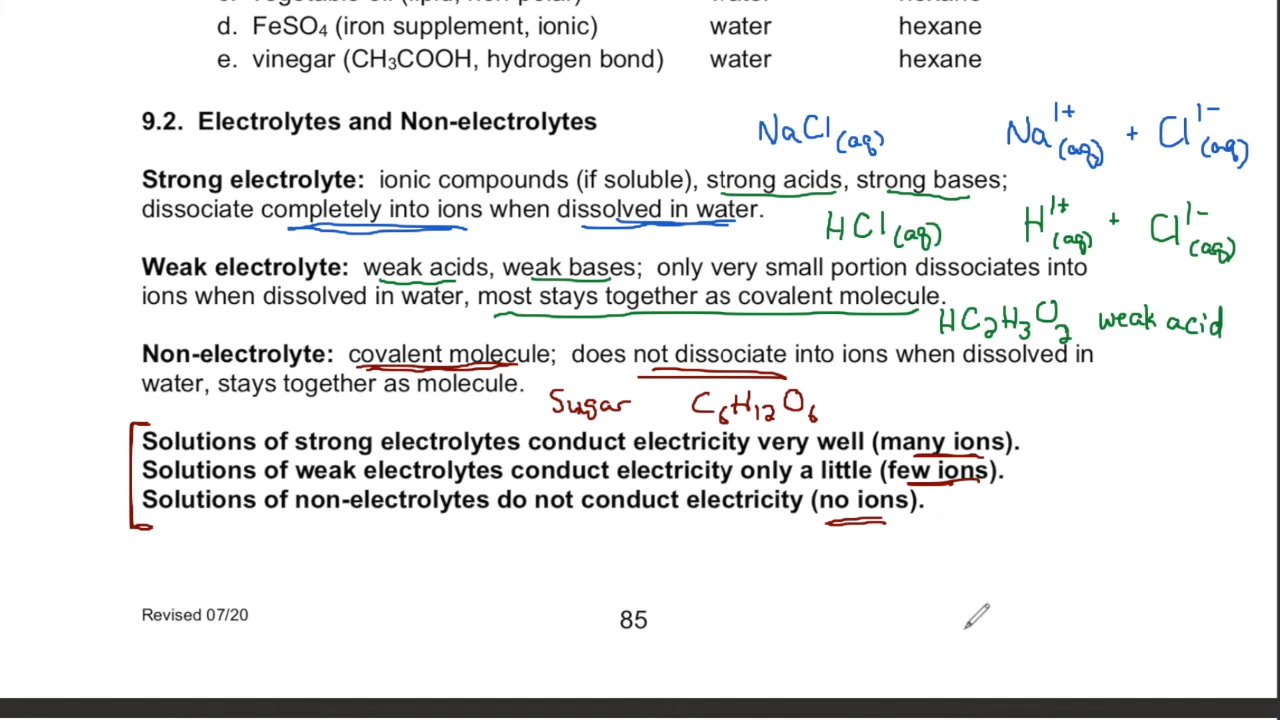 d. FeSO₄ (iron supplement, ionic) water hexane
e. vinegar (CH₃COOH, hydrogen bond) water hexane
9.2. Electrolytes and Non-electrolytes
NaCl(aq) Na¹⁺(aq) + Cl¹⁻(aq)
Strong electrolyte: ionic compounds (if soluble), strong acids, strong bases;
dissociate completely into ions when dissolved in water.
HCl(aq) H¹⁺(aq) + Cl¹⁻(aq)
Weak electrolyte: weak acids, weak bases; only very small portion dissociates into
ions when dissolved in water, most stays together as covalent molecule.
HC₂H₃O₂ weak acid
Non-electrolyte: covalent molecule; does not dissociate into ions when dissolved in
water, stays together as molecule.
Sugar C₆H₁₂O₆
Solutions of strong electrolytes conduct electricity very well (many ions).
Solutions of weak electrolytes conduct electricity only a little (few ions).
Solutions of non-electrolytes do not conduct electricity (no ions).
Revised 07/20 85